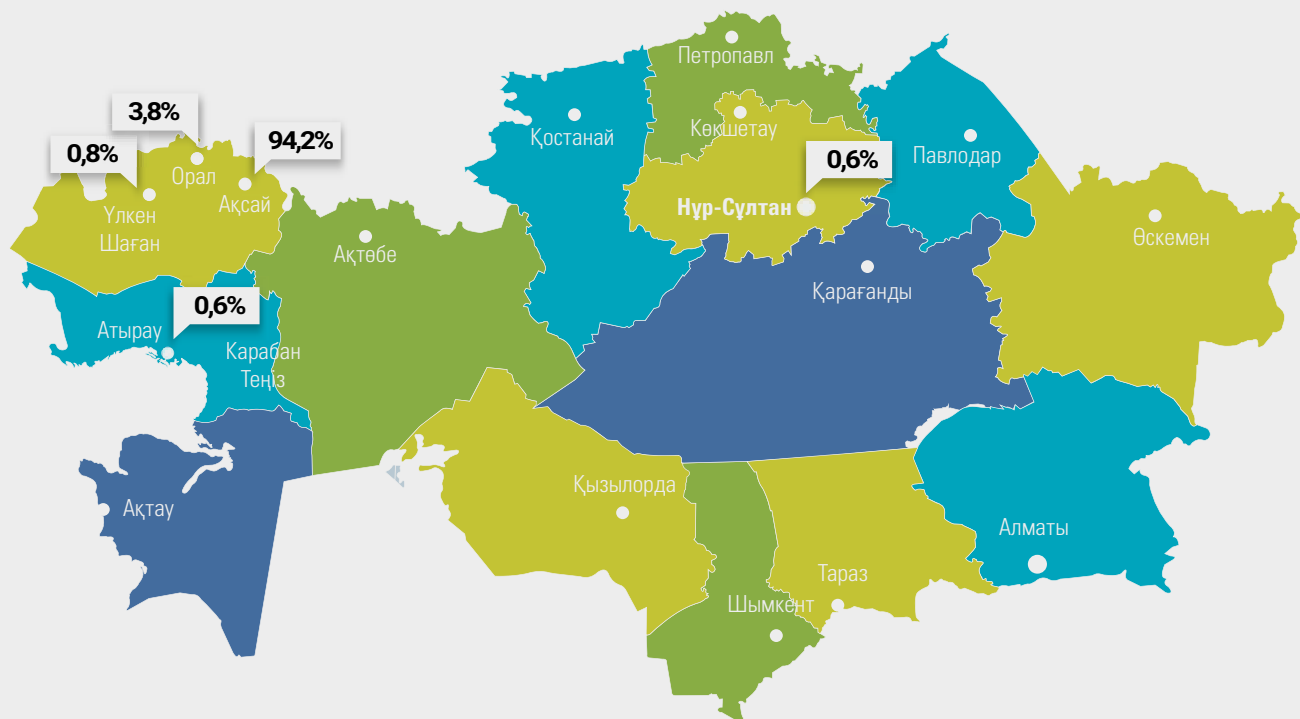 Петропавл
3,8%
94,2%
Қостанай
Көкшетау
0,8%
0,6%
Павлодар
Орал
Ақсай
Үлкен
Шаған
Нұр-Сұлтан
Өскемен
Ақтөбе
Қарағанды
0,6%
Атырау
Карабан
Теңіз
Қызылорда
Ақтау
Алматы
Тараз
Шымкент